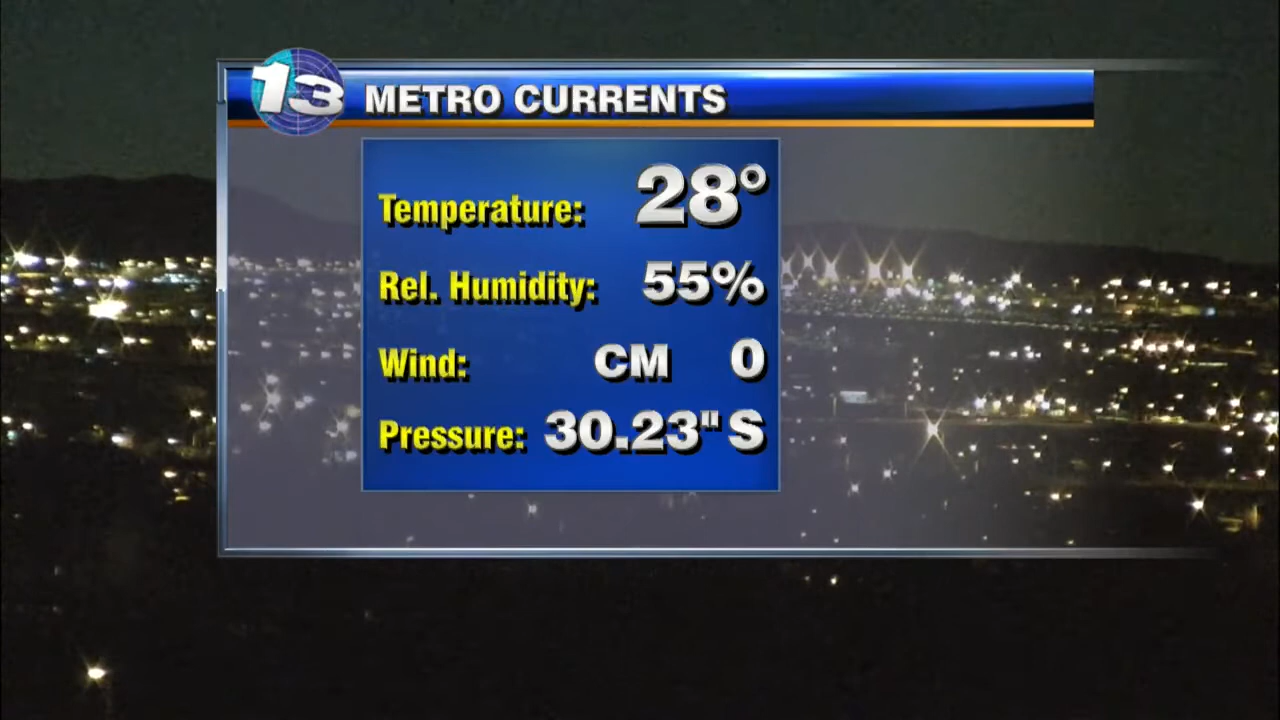 13 METRO CURRENTS
Temperature: 28°
Rel. Humidity: 55%
Wind: CM 0
Pressure: 30.23" S